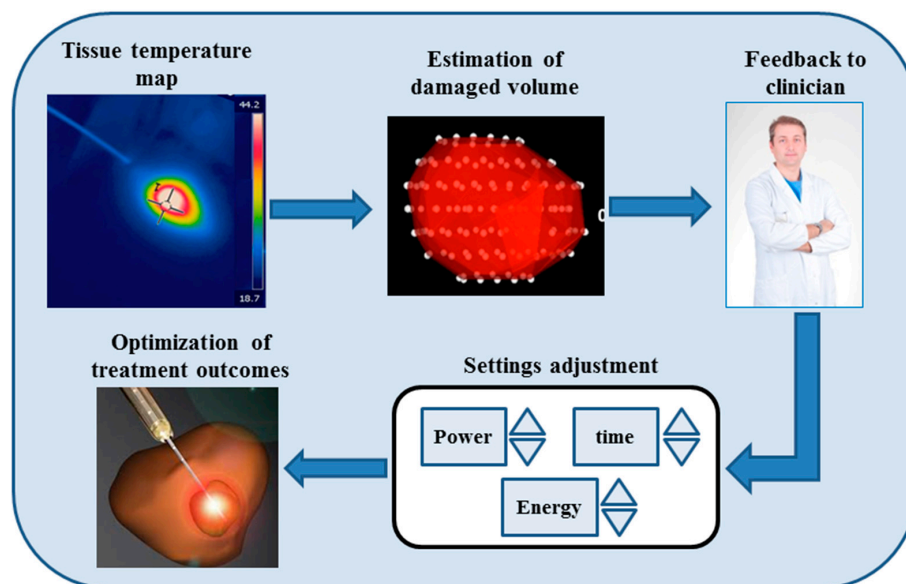 Tissue temperature
map
44.2
18.7
Estimation of
damaged volume
0
Feedback to
clinician
Settings adjustment
Power
time
Energy
Optimization of
treatment outcomes